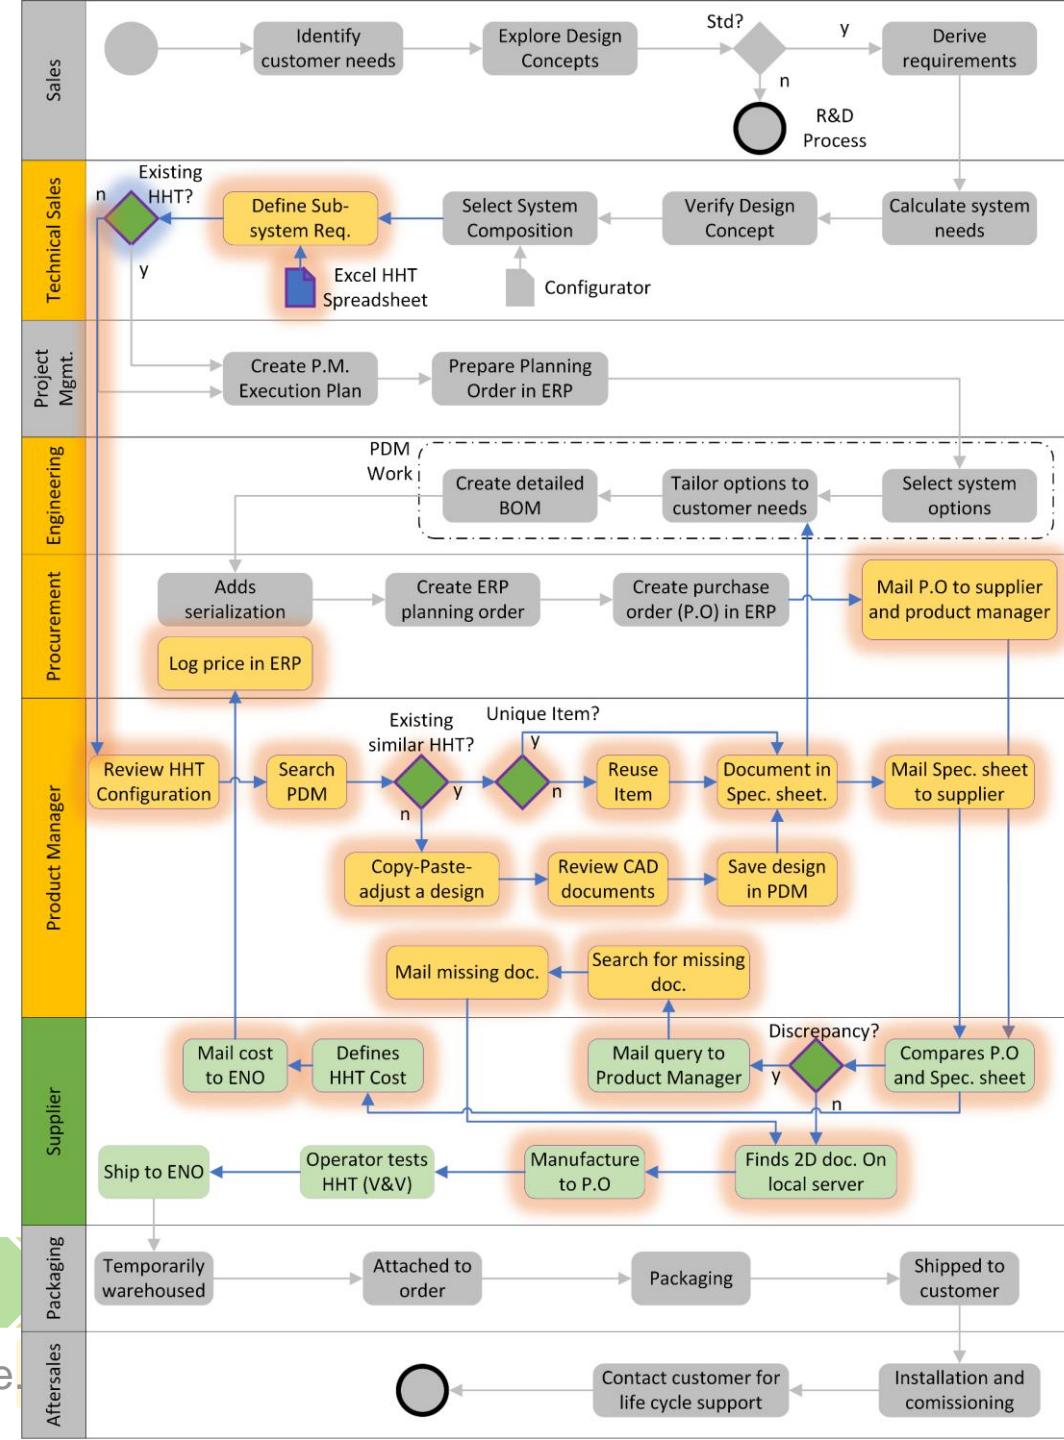 Sales
Identify
customer needs
Explore Design
Concepts
Std?
y
n
Derive
requirements
R&D
Process
Technical Sales
Existing
HHT?
n
y
Define Sub-
system Req.
Select System
Composition
Verify Design
Concept
Calculate system
needs
Excel HHT
Spreadsheet
Configurator
Project
Mgmt.
Create P.M.
Execution Plan
Prepare Planning
Order in ERP
Engineering
PDM
Work
Create detailed
BOM
Tailor options to
customer needs
Select system
options
Procurement
Adds
serialization
Create ERP
planning order
Create purchase
order (P.O) in ERP
Mail P.O to supplier
and product manager
Log price in ERP
Product Manager
Existing
similar HHT?
Unique Item?
y
Review HHT
Configuration
Search
PDM
y
n
n
Reuse
Item
Document in
Spec. sheet.
Mail Spec. sheet
to supplier
Copy-Paste-
adjust a design
Review CAD
documents
Save design
in PDM
Mail missing doc.
Search for missing
doc.
Supplier
Mail cost
to ENO
Defines
HHT Cost
Mail query to
Product Manager
Discrepancy?
y
n
Compares P.O
and Spec. sheet
Ship to ENO
Operator tests
HHT (V&V)
Manufacture
to P.O
Finds 2D doc. On
local server
Packaging
Temporarily
warehoused
Attached to
order
Packaging
Shipped to
customer
Aftersales
Contact customer for
life cycle support
Installation and
comissioning